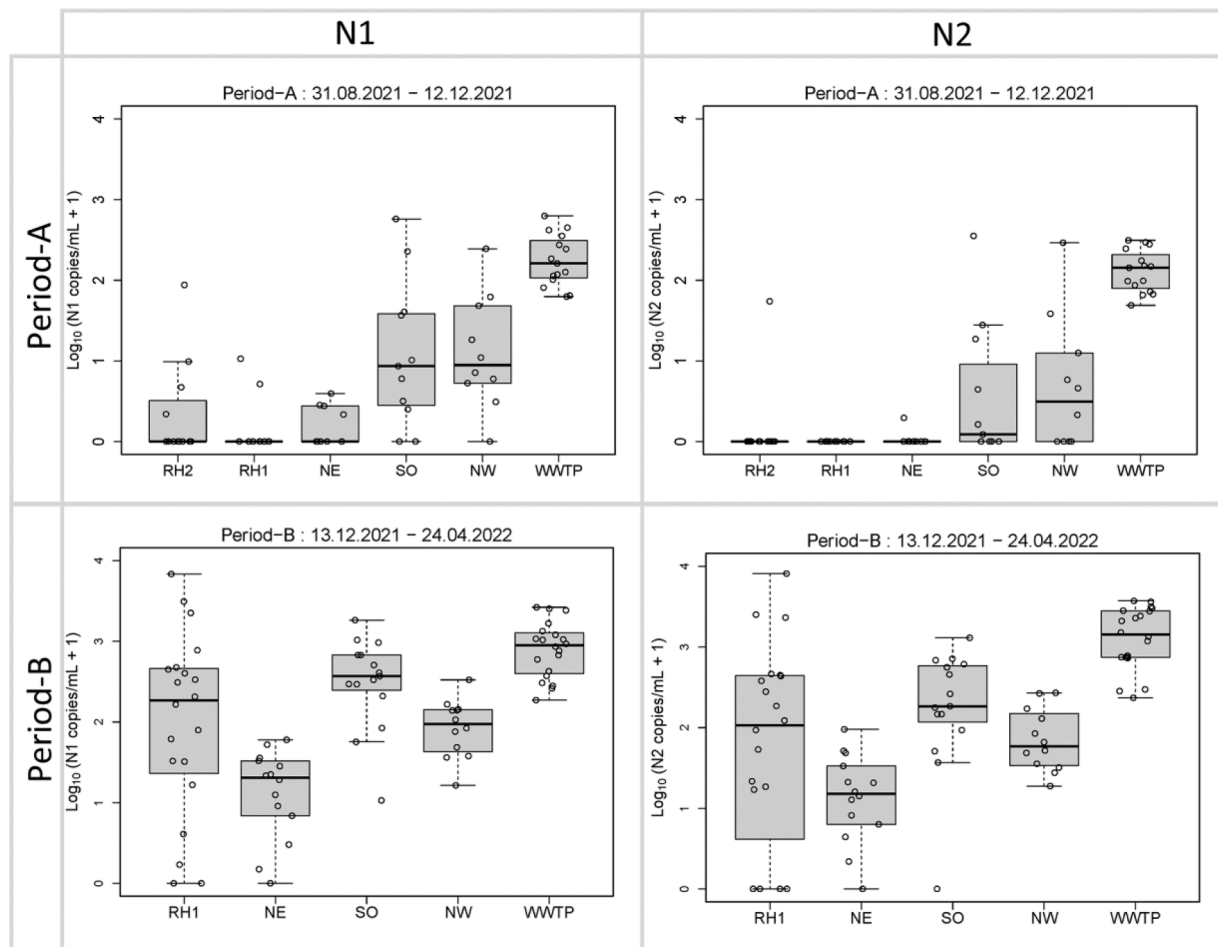 N1
N2
Period-A
Period-A : 31.08.2021 – 12.12.2021
Log10 (N1 copies/mL + 1)
4
3
2
1
0
RH2 RH1 NE SO NW WWTP
Period-A : 31.08.2021 – 12.12.2021
Log10 (N2 copies/mL + 1)
4
3
2
1
0
RH2 RH1 NE SO NW WWTP
Period-B
Period-B : 13.12.2021 – 24.04.2022
Log10 (N1 copies/mL + 1)
4
3
2
1
0
RH1 NE SO NW WWTP
Period-B : 13.12.2021 – 24.04.2022
Log10 (N2 copies/mL + 1)
4
3
2
1
0
RH1 NE SO NW WWTP